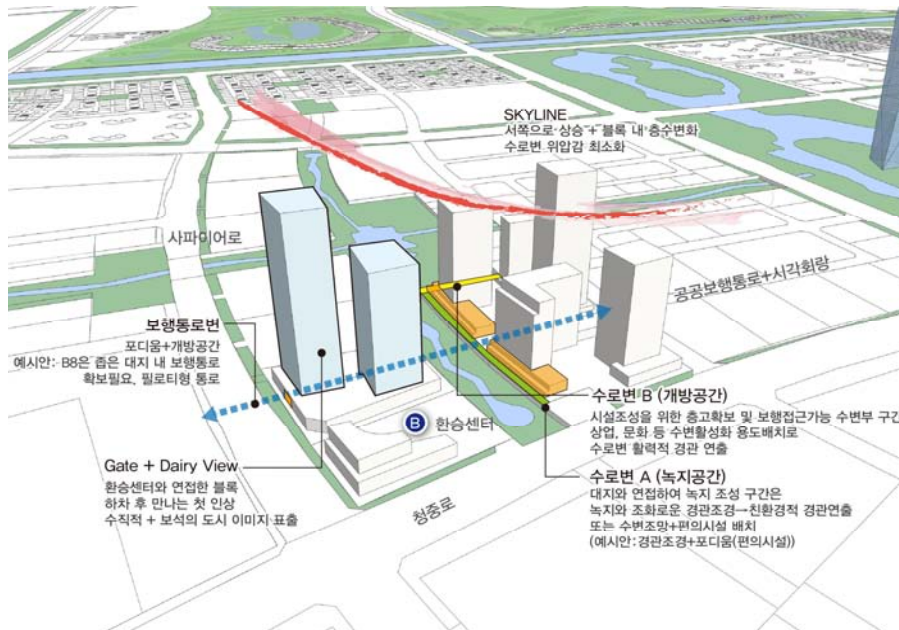 SKYLINE
서쪽으로 상승 + 블록 내 층수변화
수로변 위압감 최소화
사파이어로
공공보행통로+시각회랑
보행통로변
포디움+개방공간
예시안: B8은 좁은 대지 내 보행통로
확보필요, 필로티형 통로
수로변 B (개방공간)
시설조성을 위한 층고확보 및 보행접근가능 수변부 구간
상업, 문화 등 수변활성화 용도배치로
수로변 활력적 경관 연출
B 환승센터
Gate + Dairy View
환승센터와 연접한 블록
하차 후 만나는 첫 인상
수직적 + 보석의 도시 이미지 표출
청중로
수로변 A (녹지공간)
대지와 연접하여 녹지 조성 구간은
녹지와 조화로운 경관조경→친환경적 경관연출
또는 수변조망+편의시설 배치
(예시안:경관조경+포디움(편의시설))